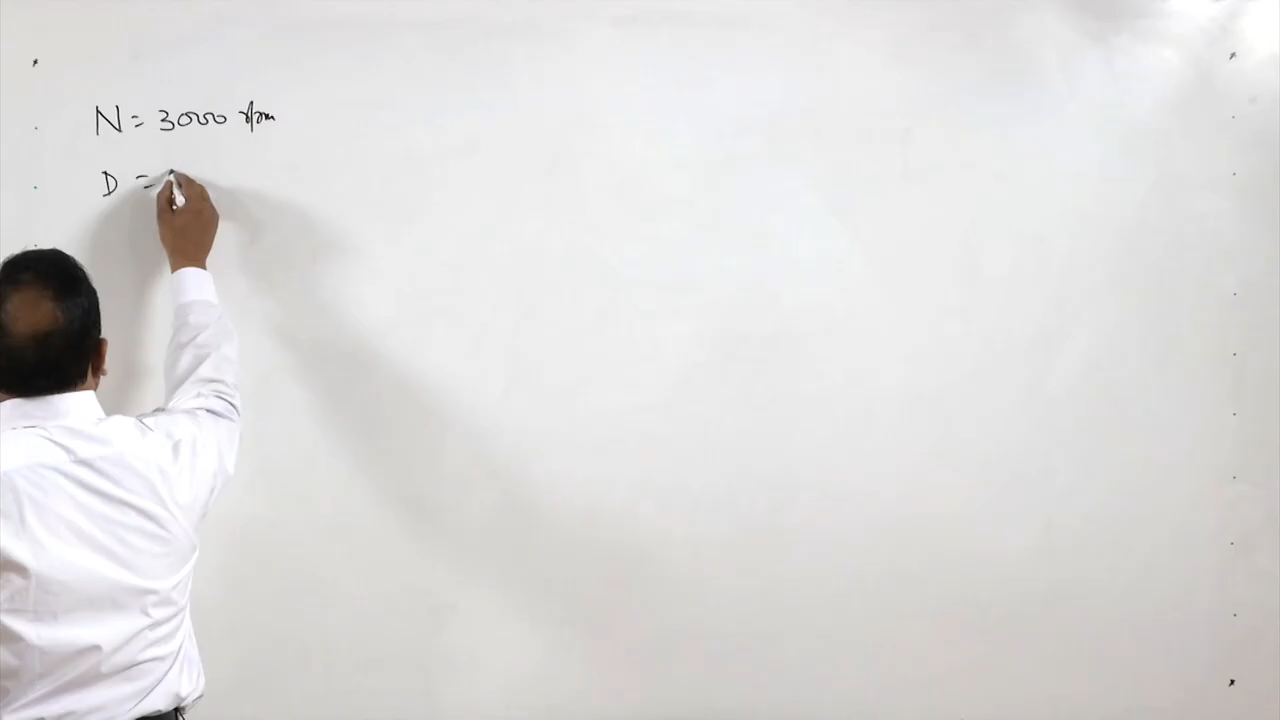 N = 3000 rpm
D =